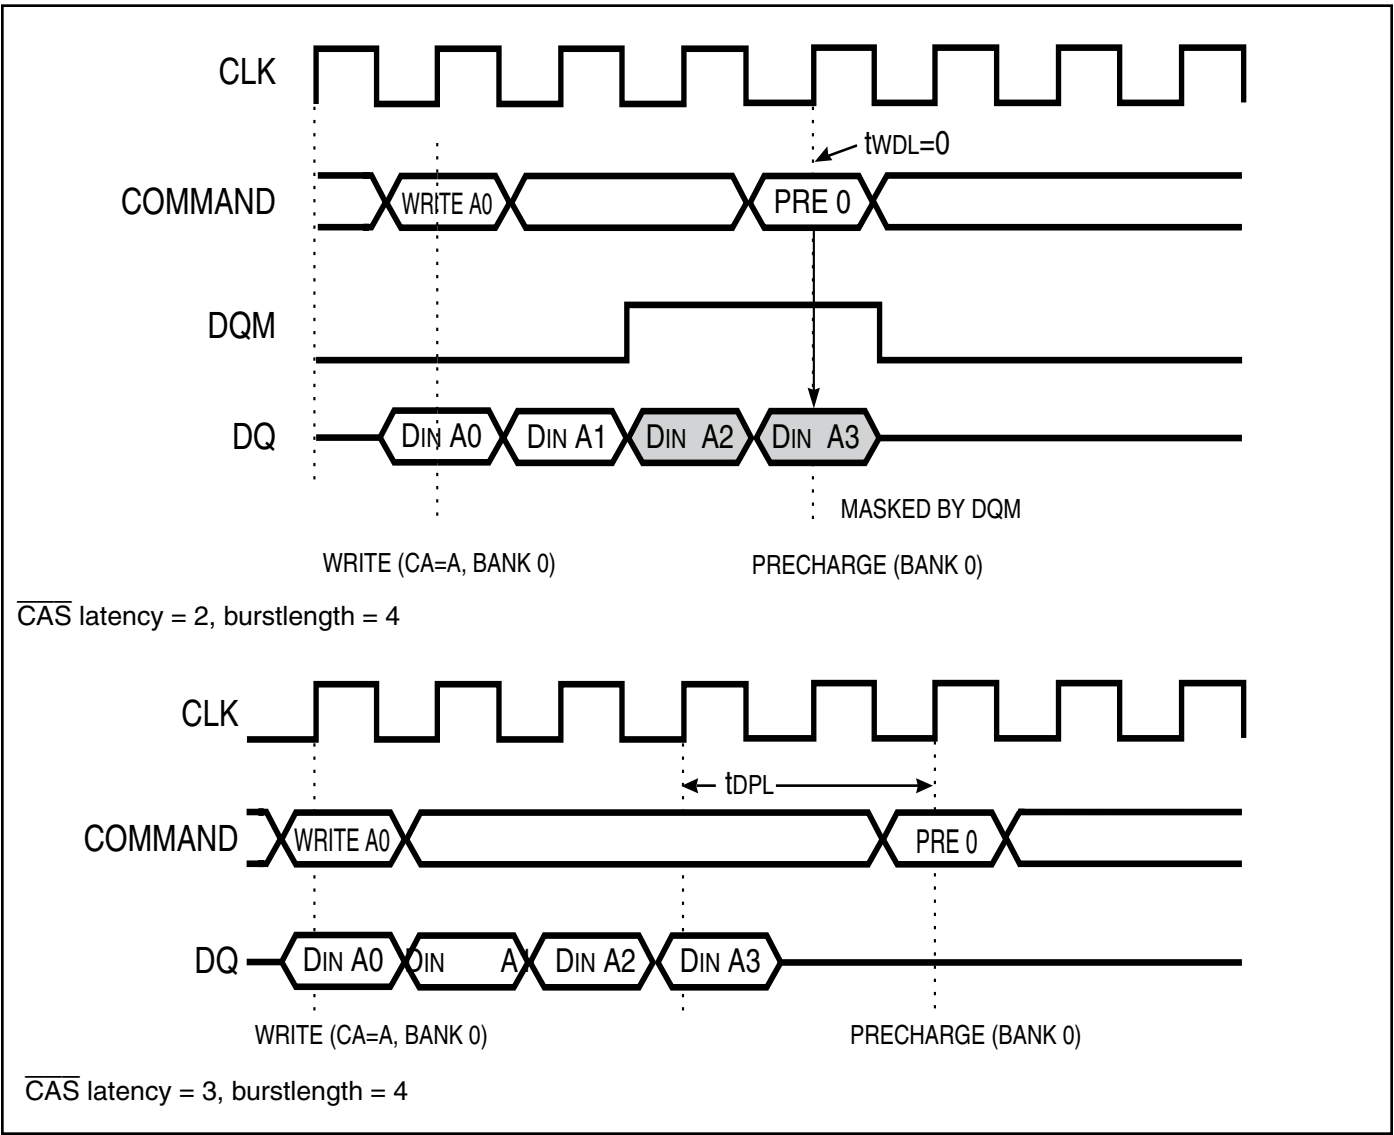 CLK
tWDL=0
COMMAND WRITE A0 PRE 0
DQM
DQ DIN A0 DIN A1 DIN A2 DIN A3
MASKED BY DQM
WRITE (CA=A, BANK 0) PRECHARGE (BANK 0)
CAS latency = 2, burstlength = 4
CLK
tDPL
COMMAND WRITE A0 PRE 0
DQ DIN A0 DIN A1 DIN A2 DIN A3
WRITE (CA=A, BANK 0) PRECHARGE (BANK 0)
CAS latency = 3, burstlength = 4